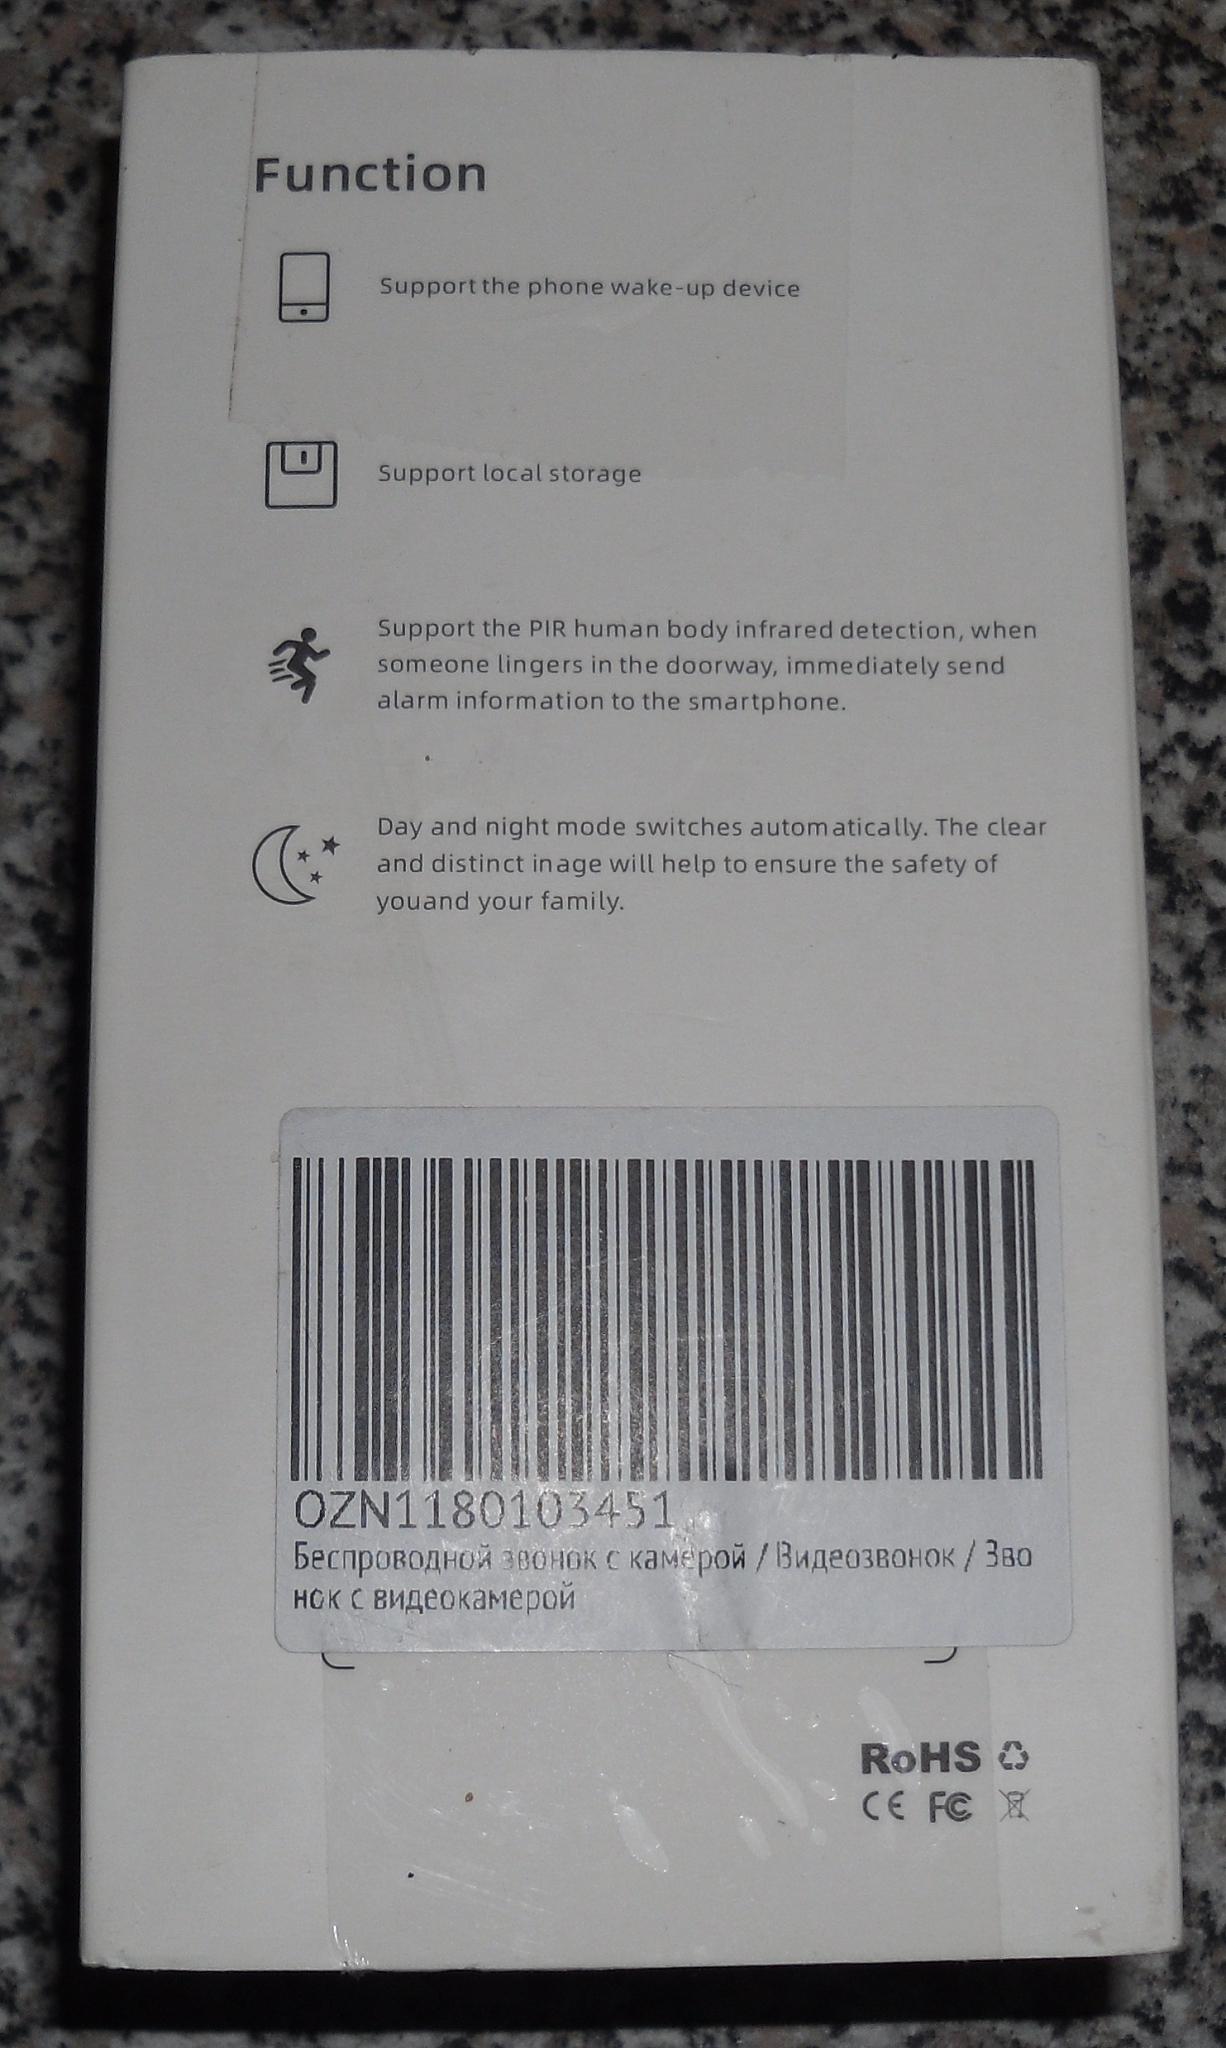 Function
Support the phone wake-up device
Support local storage
Support the PIR human body infrared detection, when
someone lingers in the doorway, immediately send
alarm information to the smartphone.
Day and night mode switches automatically. The clear
and distinct inage will help to ensure the safety of
youand your family.
OZN1180103451
Беспроводной звонок с камерой / Видеозвонок / Зво
нок с видеокамерой
RoHS
CE FC